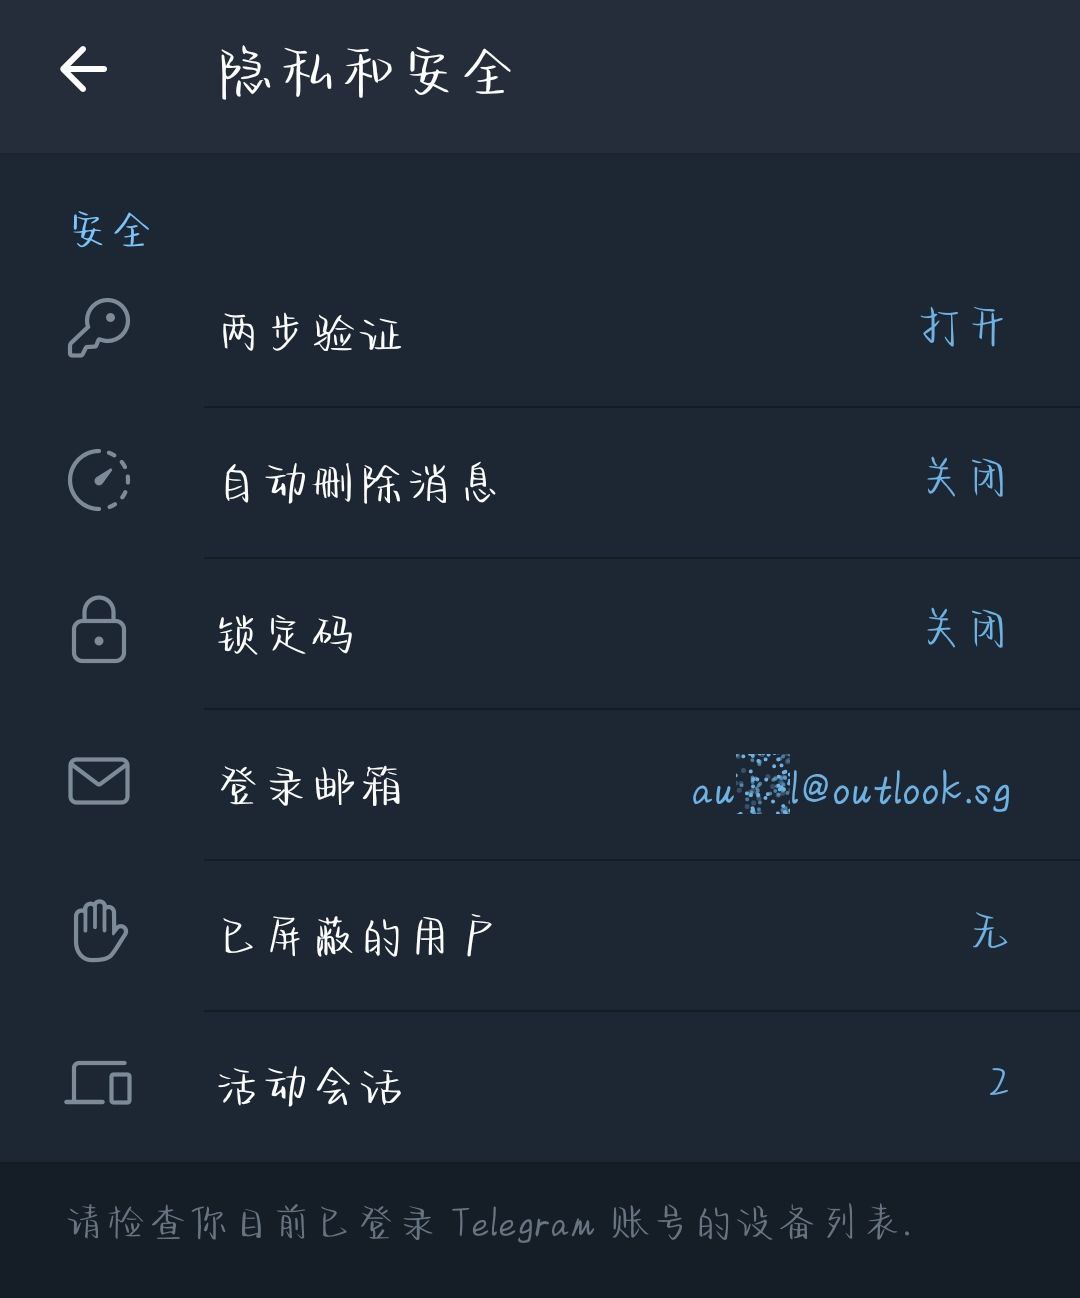 隐私和安全
安全
两步验证 打开
自动删除消息 关闭
锁定码 关闭
登录邮箱 au l@outlook.sg
已屏蔽的用户 无
活动会话 2
请检查你目前已登录 Telegram 账号的设备列表.